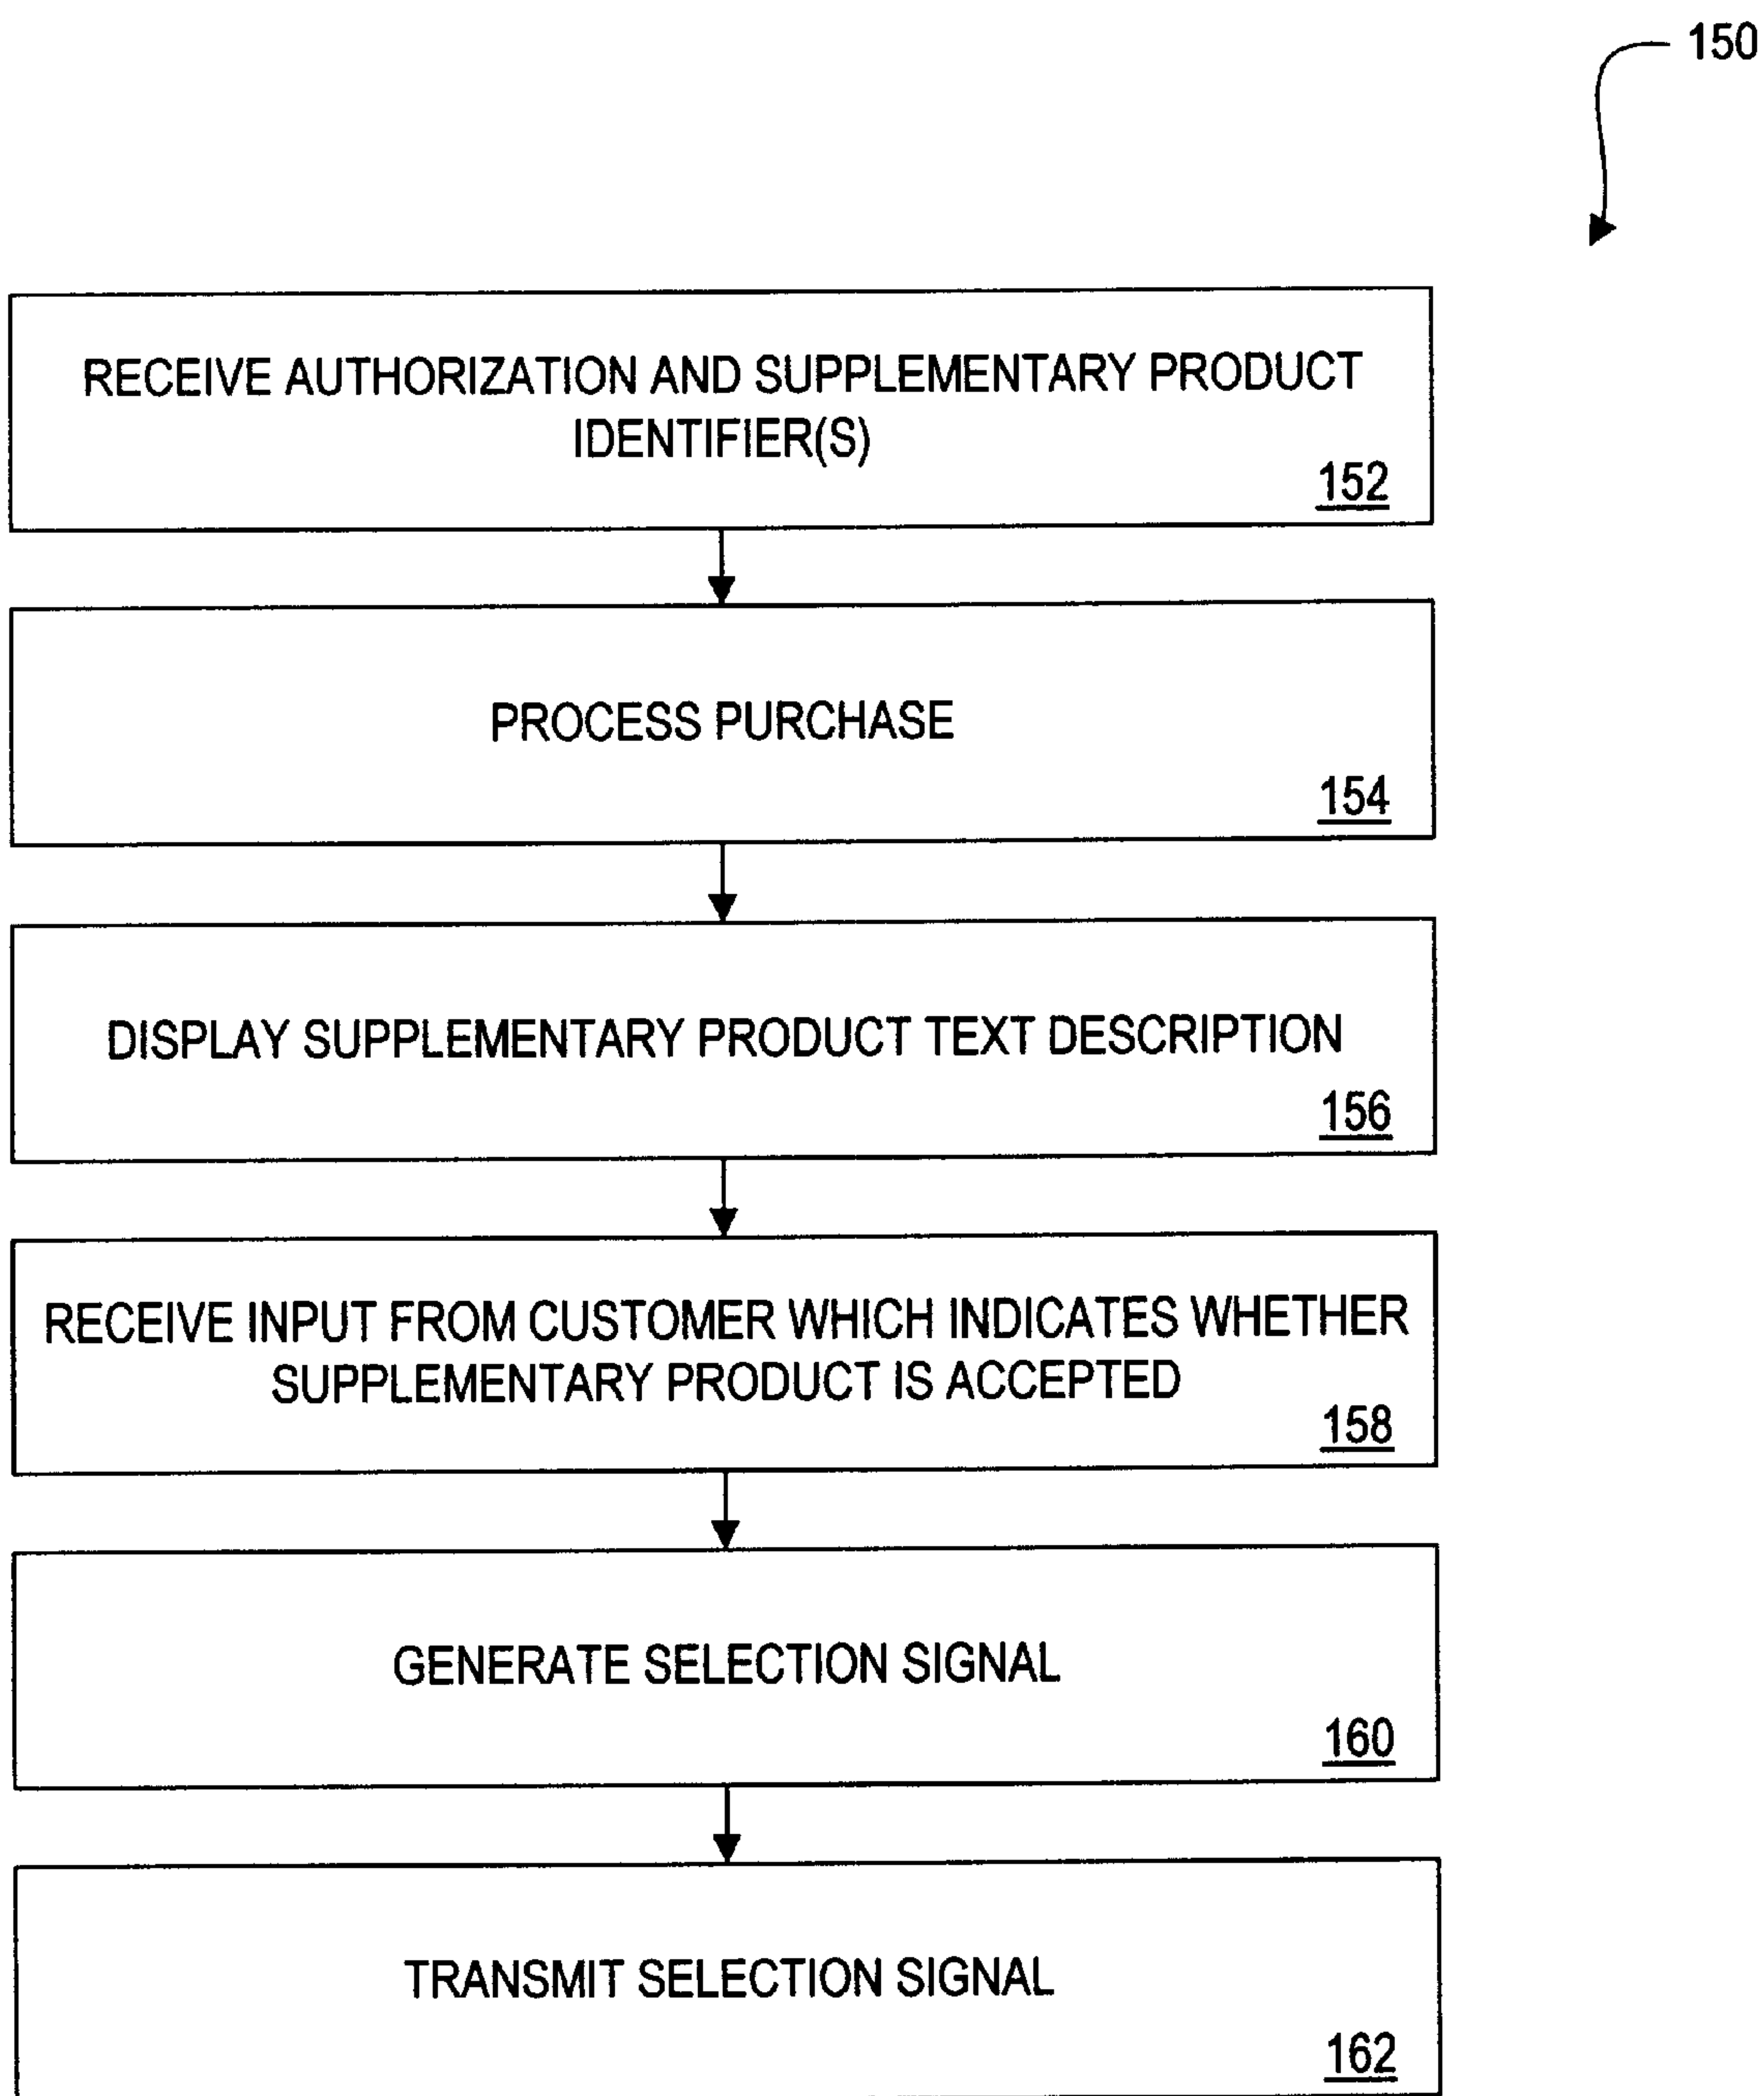 150
RECEIVE AUTHORIZATION AND SUPPLEMENTARY PRODUCT
IDENTIFIER(S)
152
PROCESS PURCHASE
154
DISPLAY SUPPLEMENTARY PRODUCT TEXT DESCRIPTION
156
RECEIVE INPUT FROM CUSTOMER WHICH INDICATES WHETHER
SUPPLEMENTARY PRODUCT IS ACCEPTED
158
GENERATE SELECTION SIGNAL
160
TRANSMIT SELECTION SIGNAL
162